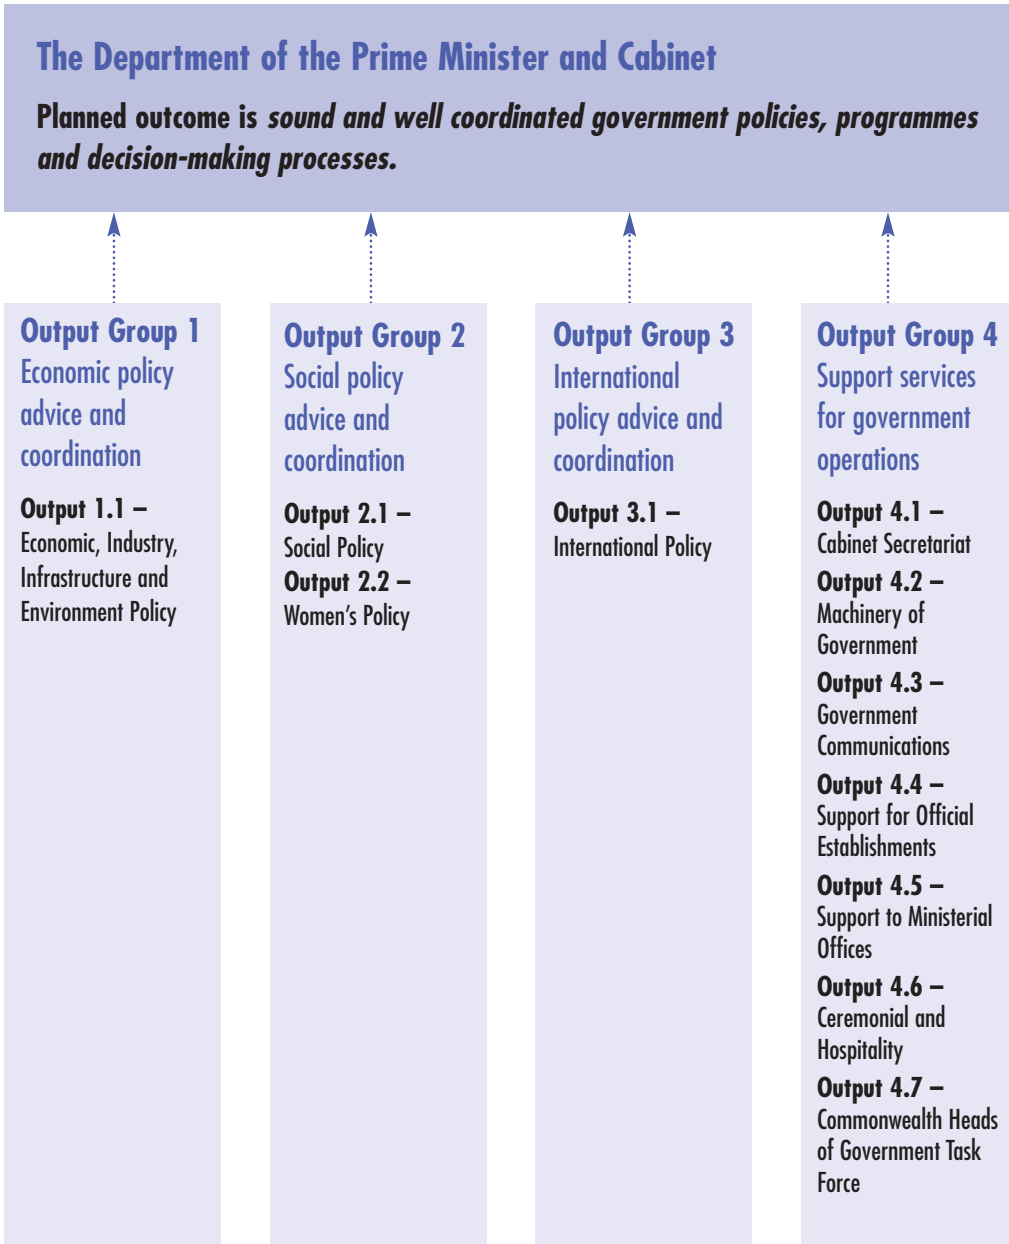 The Department of the Prime Minister and Cabinet
Planned outcome is sound and well coordinated government policies, programmes
and decision-making processes.
Output Group 1
Economic policy
advice and
coordination
Output 1.1 –
Economic, Industry,
Infrastructure and
Environment Policy
Output Group 2
Social policy
advice and
coordination
Output 2.1 –
Social Policy
Output 2.2 –
Women's Policy
Output Group 3
International
policy advice and
coordination
Output 3.1 –
International Policy
Output Group 4
Support services
for government
operations
Output 4.1 –
Cabinet Secretariat
Output 4.2 –
Machinery of
Government
Output 4.3 –
Government
Communications
Output 4.4 –
Support for Official
Establishments
Output 4.5 –
Support to Ministerial
Offices
Output 4.6 –
Ceremonial and
Hospitality
Output 4.7 –
Commonwealth Heads
of Government Task
Force